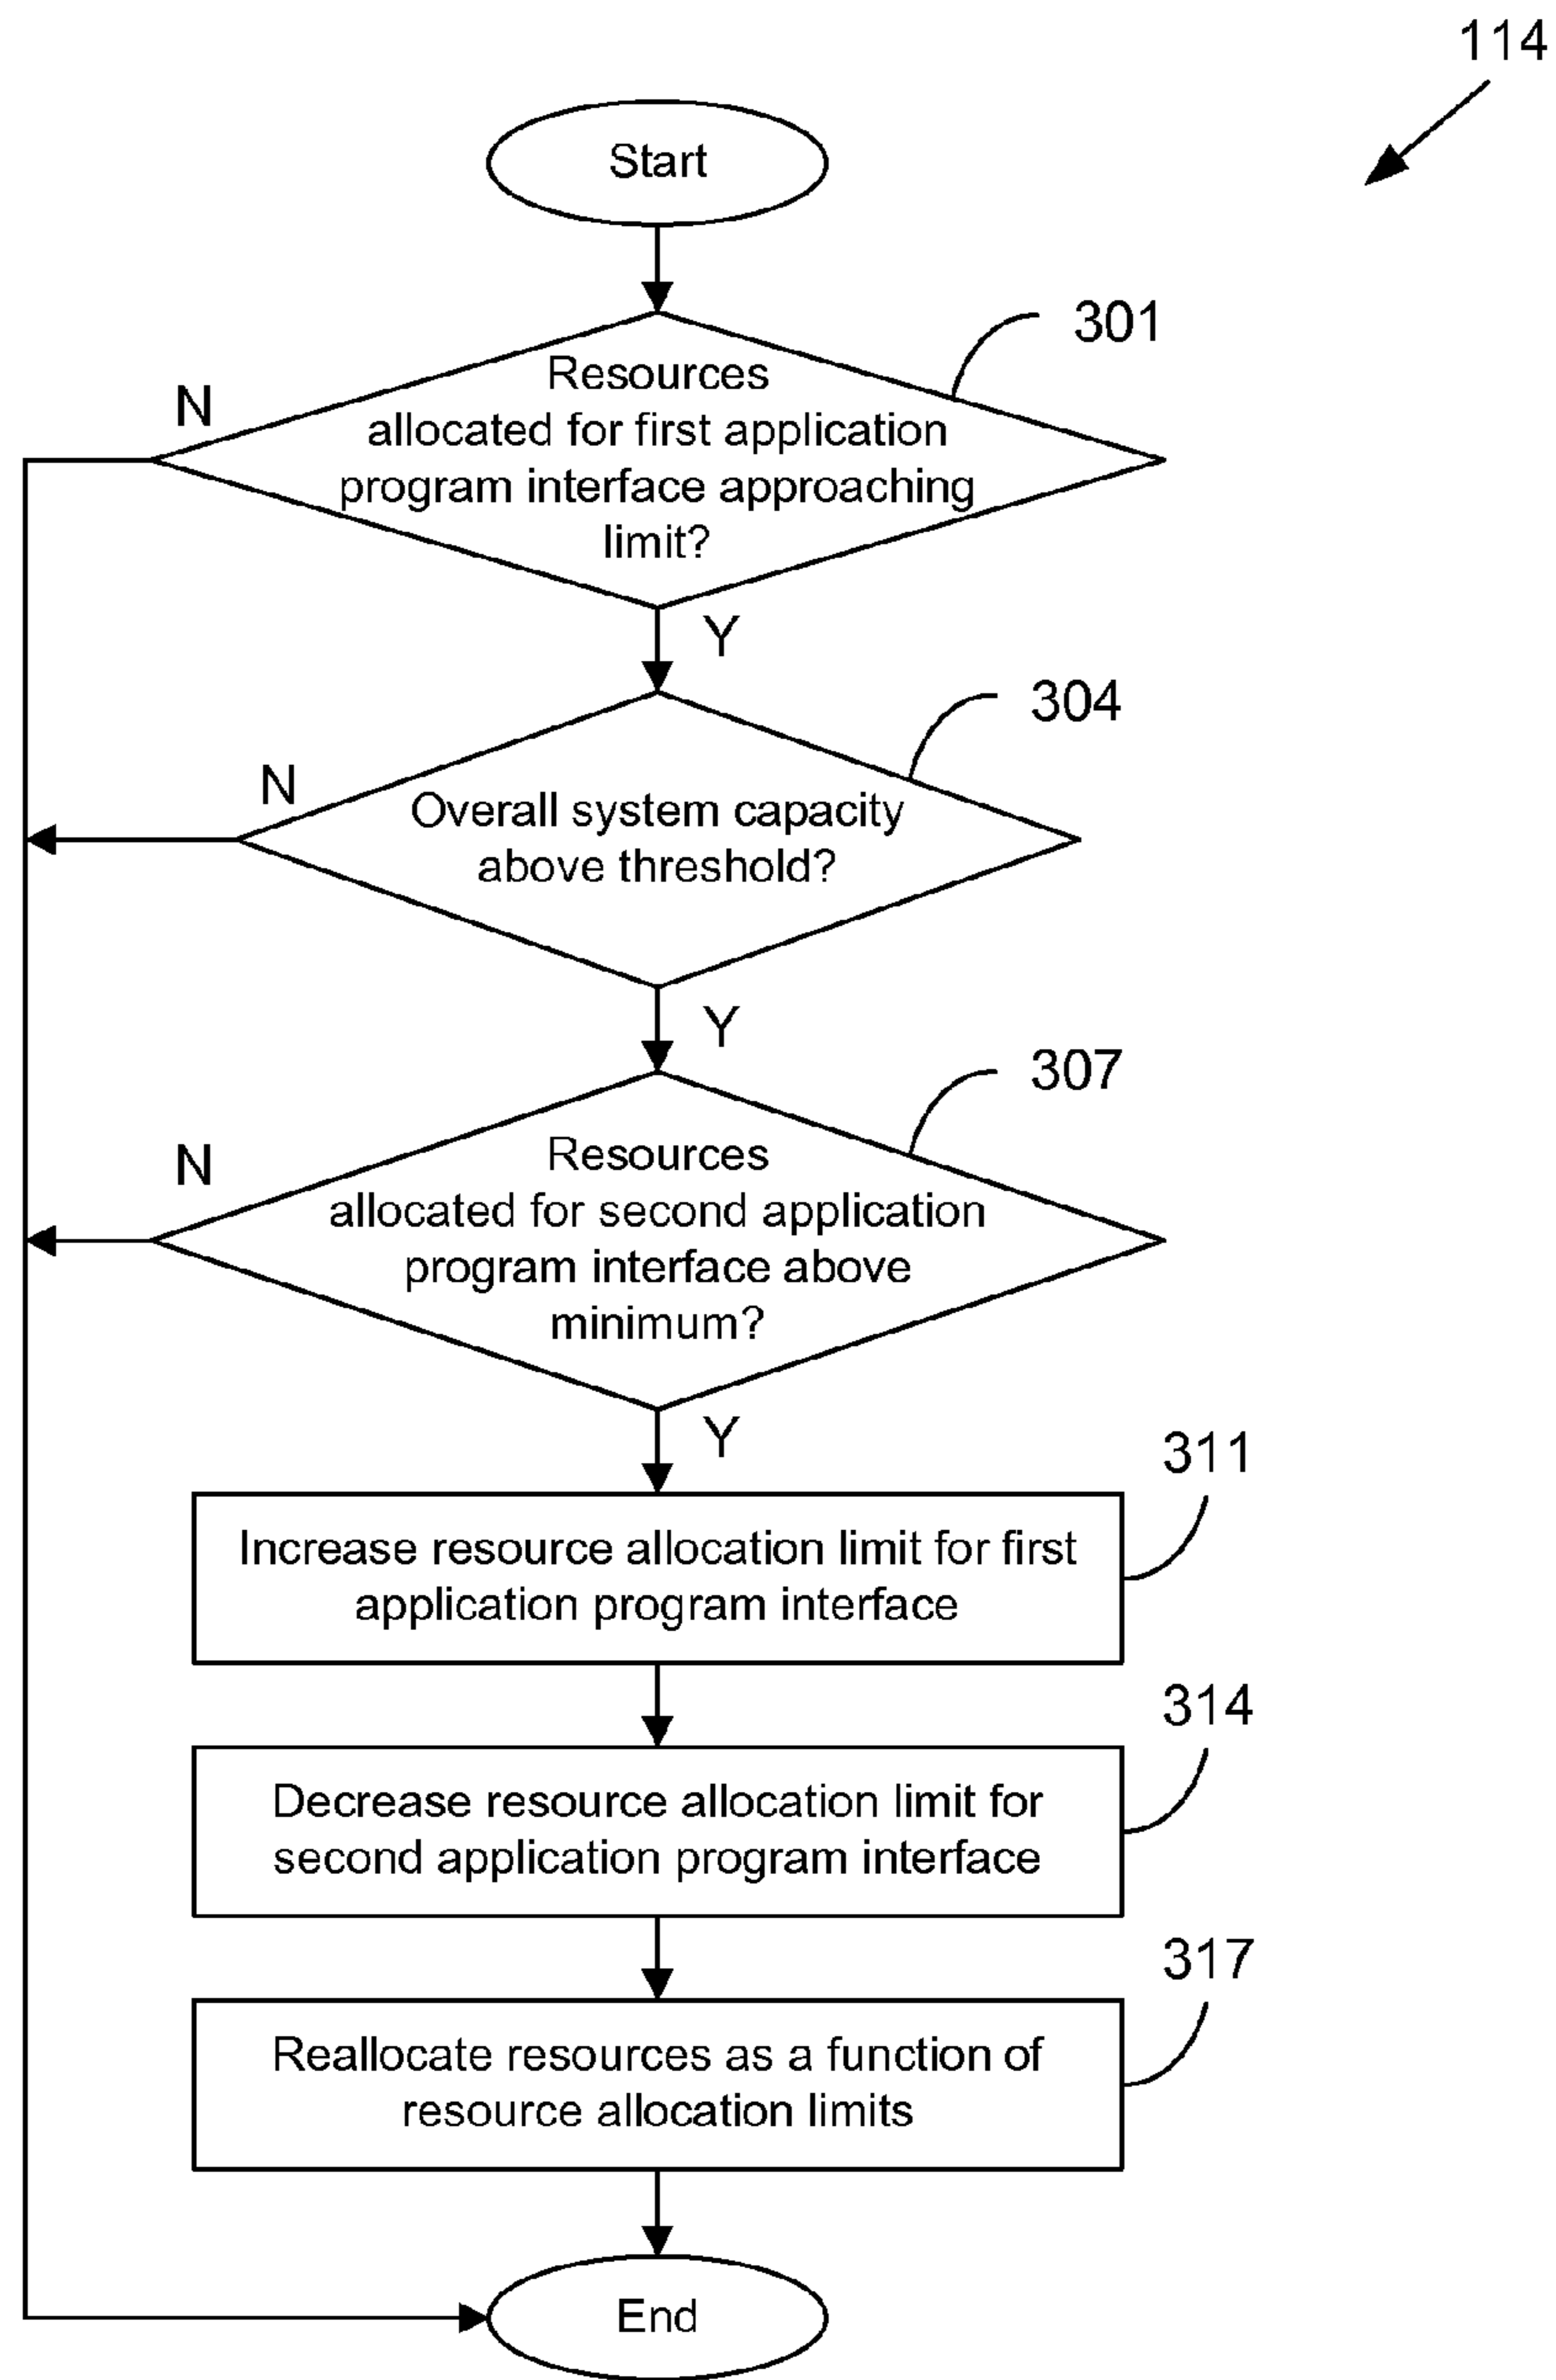 114
Start
301
N
Resources
allocated for first application
program interface approaching
limit?
Y
304
N
Overall system capacity
above threshold?
Y
307
N
Resources
allocated for second application
program interface above
minimum?
Y
311
Increase resource allocation limit for first
application program interface
314
Decrease resource allocation limit for
second application program interface
317
Reallocate resources as a function of
resource allocation limits
End